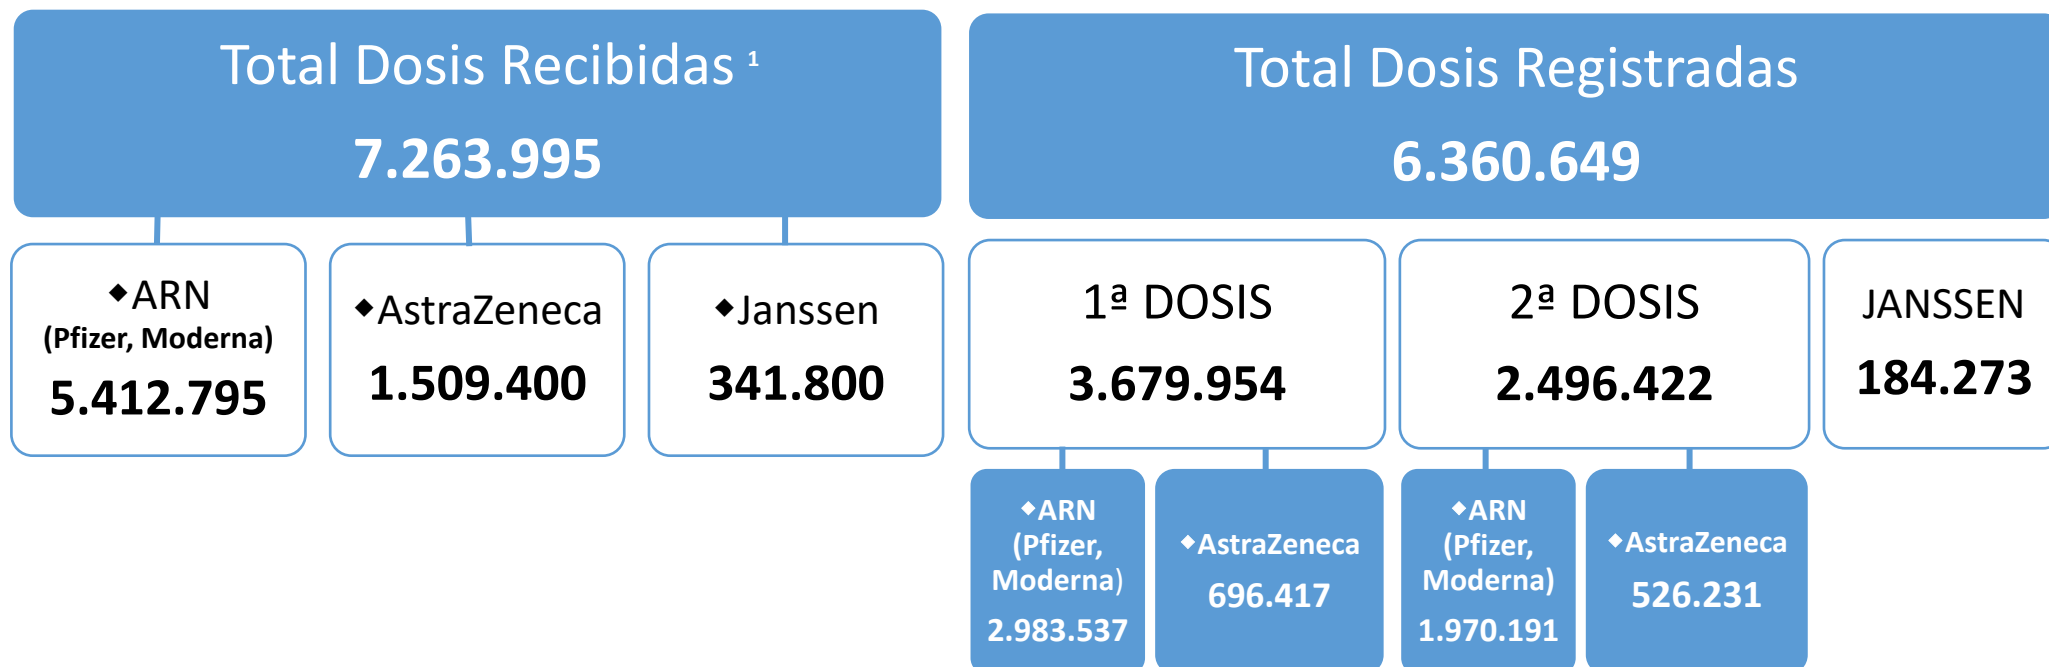 Total Dosis Recibidas ¹
7.263.995
◆ARN
(Pfizer, Moderna)
5.412.795
◆AstraZeneca
1.509.400
◆Janssen
341.800
Total Dosis Registradas
6.360.649
1ª DOSIS
3.679.954
2ª DOSIS
2.496.422
JANSSEN
184.273
◆ARN
(Pfizer,
Moderna)
2.983.537
◆AstraZeneca
696.417
◆ARN
(Pfizer,
Moderna)
1.970.191
◆AstraZeneca
526.231